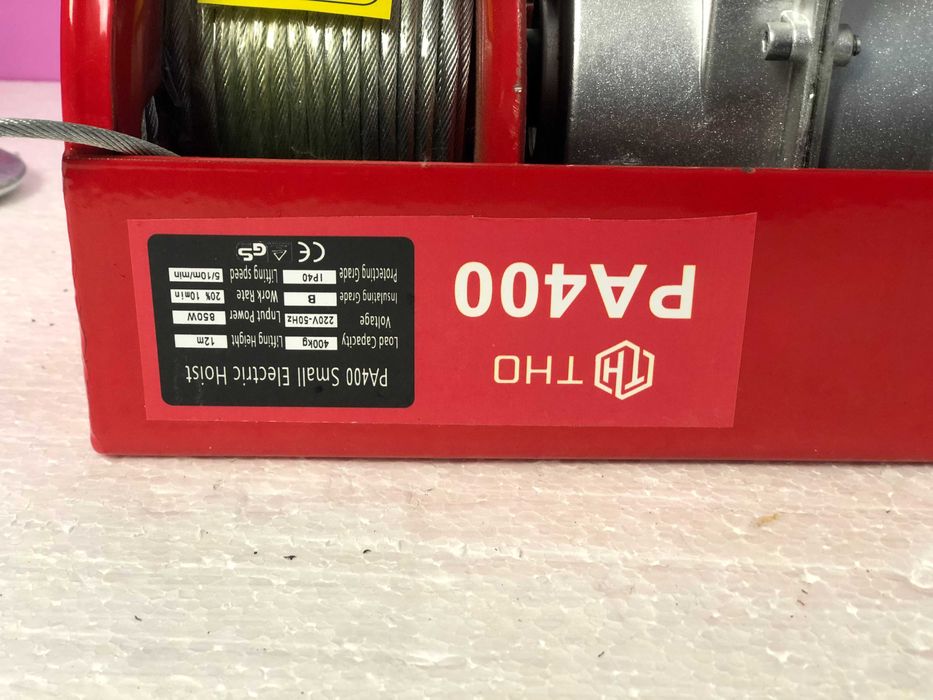 TH THO
PA400
PA400 Small Electric Hoist
Load Capacity 400kg Lifting Height 12m
Voltage 220V-50Hz Lnput Power 850W
Insulating Grade B Work Rate 20% 10min
Protecting Grade IP40 Lifting speed 5/10m/min
CE GS